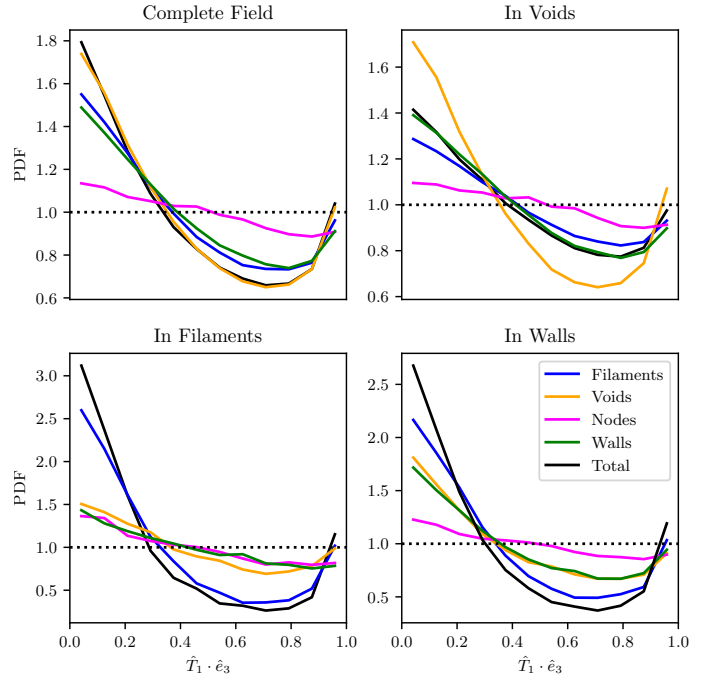 Complete Field
In Voids
PDF
1.8
1.6
1.4
1.2
1.0
0.8
0.6
1.6
1.4
1.2
1.0
0.8
0.6
In Filaments
In Walls
PDF
3.0
2.5
2.0
1.5
1.0
0.5
2.5
2.0
1.5
1.0
0.5
Filaments
Voids
Nodes
Walls
Total
0.0 0.2 0.4 0.6 0.8 1.0
0.0 0.2 0.4 0.6 0.8 1.0
T̂₁ · ê₃
T̂₁ · ê₃